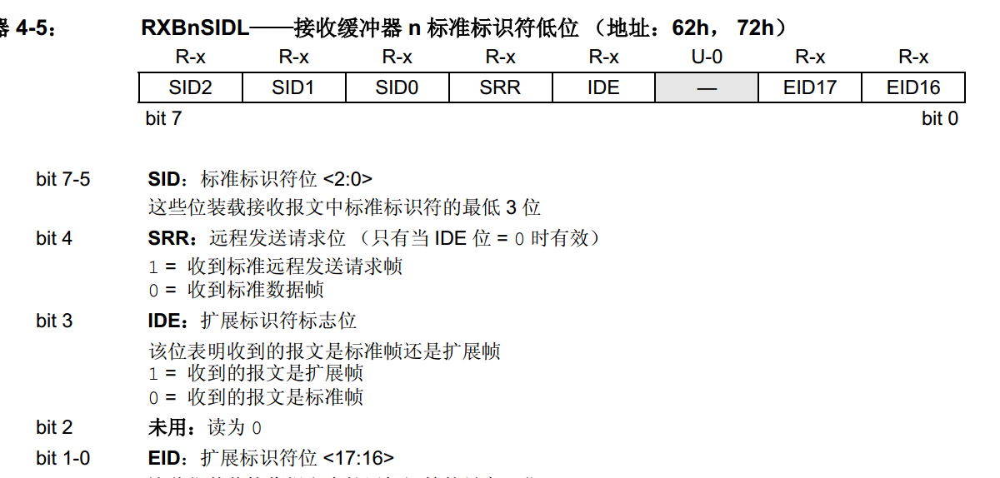 器 4-5： RXBnSIDL——接收缓冲器 n 标准标识符低位 （地址：62h， 72h）
R-x R-x R-x R-x R-x U-0 R-x R-x
SID2 SID1 SID0 SRR IDE — EID17 EID16
bit 7 bit 0
bit 7-5 SID：标准标识符位 <2:0>
这些位装载接收报文中标准标识符的最低 3 位
bit 4 SRR：远程发送请求位 （只有当 IDE 位 = 0 时有效）
1 = 收到标准远程发送请求帧
0 = 收到标准数据帧
bit 3 IDE：扩展标识符标志位
该位表明收到的报文是标准帧还是扩展帧
1 = 收到的报文是扩展帧
0 = 收到的报文是标准帧
bit 2 未用：读为 0
bit 1-0 EID：扩展标识符位 <17:16>